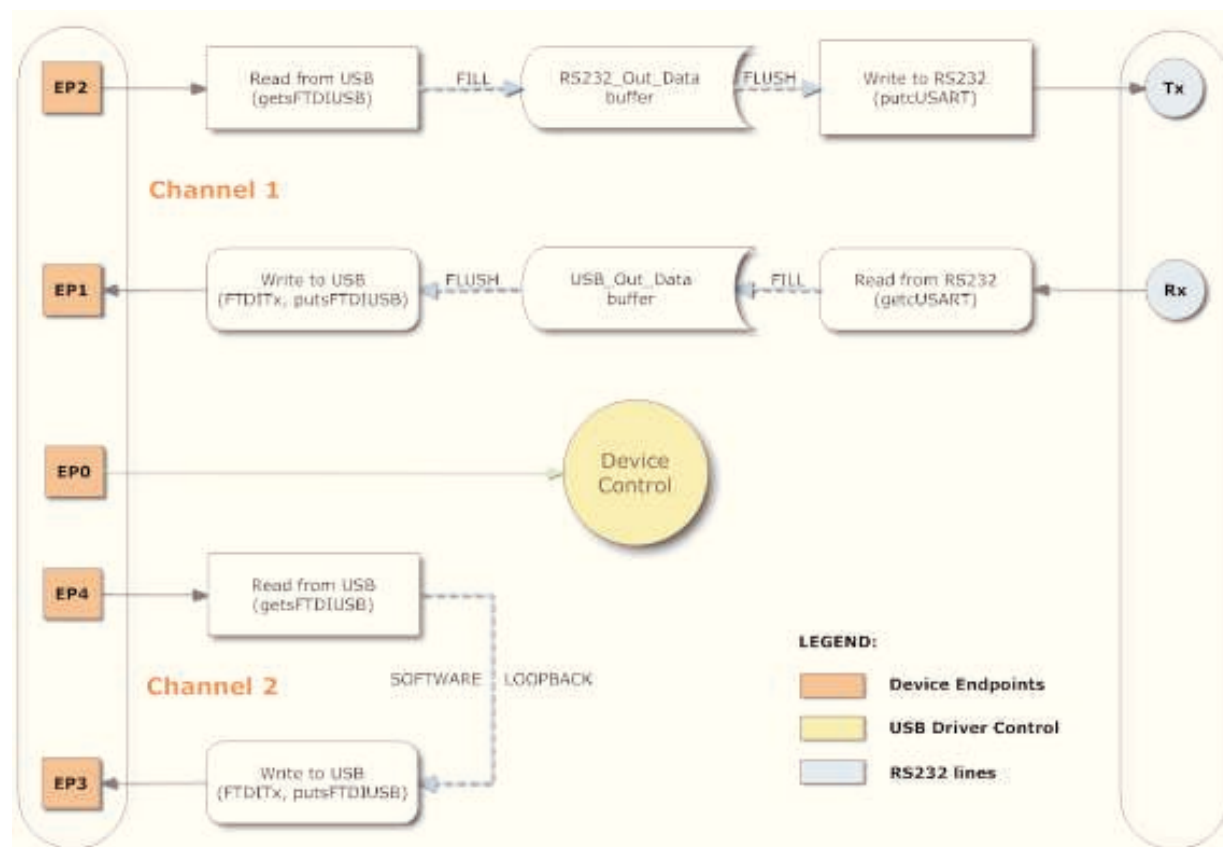 EP2
Read from USB
(getsFTDIUSB)
FILL
RS232_Out_Data
buffer
FLUSH
Write to RS232
(putcUSART)
Tx
Channel 1
EP1
Write to USB
(FTDITx, putsFTDIUSB)
FLUSH
USB_Out_Data
buffer
FILL
Read from RS232
(getcUSART)
Rx
EP0
Device
Control
EP4
Read from USB
(getsFTDIUSB)
Channel 2
SOFTWARE LOOPBACK
EP3
Write to USB
(FTDITx, putsFTDIUSB)
LEGEND:
Device Endpoints
USB Driver Control
RS232 lines